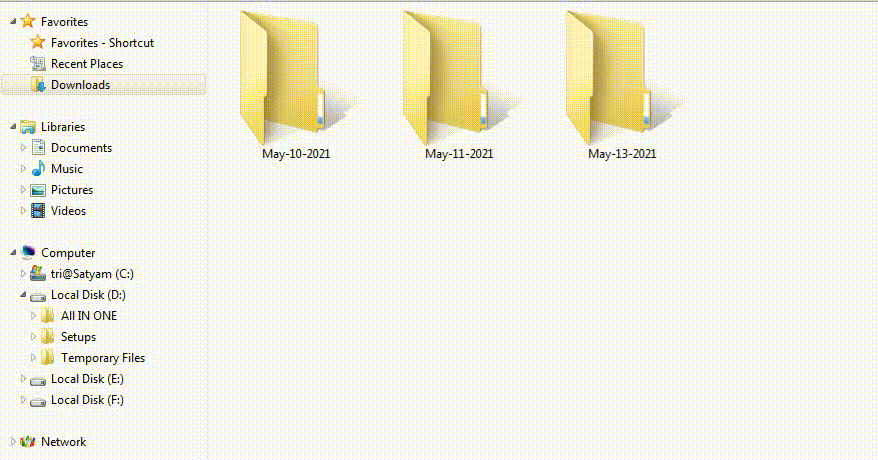 Favorites
Favorites - Shortcut
Recent Places
Downloads
Libraries
Documents
Music
Pictures
Videos
Computer
tri@Satyam (C:)
Local Disk (D:)
All IN ONE
Setups
Temporary Files
Local Disk (E:)
Local Disk (F:)
Network
May-10-2021
May-11-2021
May-13-2021